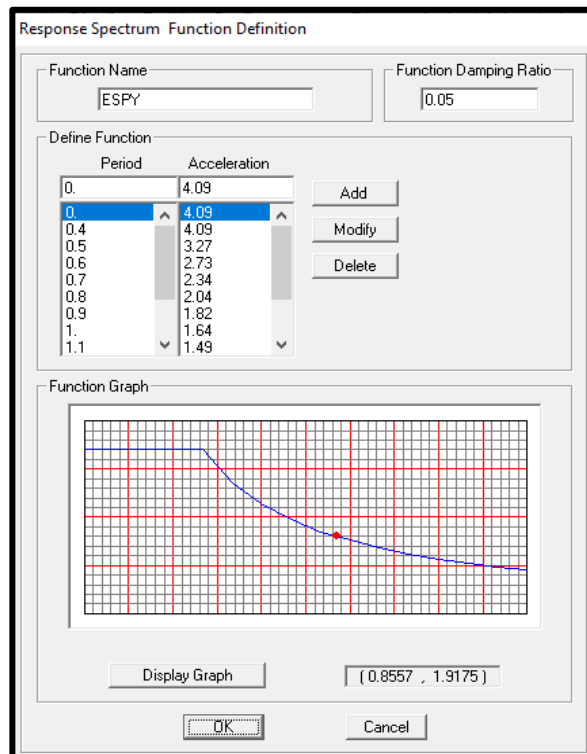 Response Spectrum Function Definition
Function Name
ESPY
Function Damping Ratio
0.05
Define Function
Period Acceleration
0. 4.09
Add
0. 4.09
0.4 4.09
Modify
0.5 3.27
0.6 2.73
Delete
0.7 2.34
0.8 2.04
0.9 1.82
1. 1.64
1.1 1.49
Function Graph
Display Graph
( 0.8557 , 1.9175 )
OK
Cancel